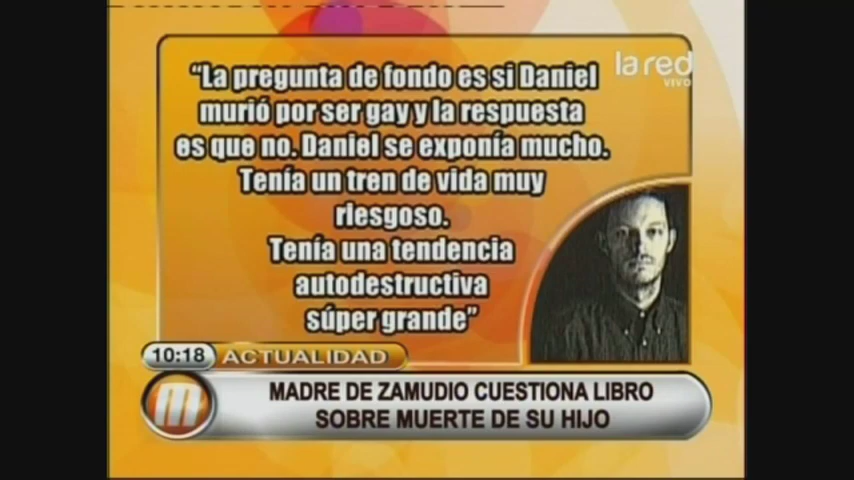 "La pregunta de fondo es si Daniel
murió por ser gay y la respuesta
es que no. Daniel se exponía mucho.
Tenía un tren de vida muy
riesgoso.
Tenía una tendencia
autodestructiva
súper grande"
la red
VIVO
10:18 ACTUALIDAD
m
MADRE DE ZAMUDIO CUESTIONA LIBRO
SOBRE MUERTE DE SU HIJO